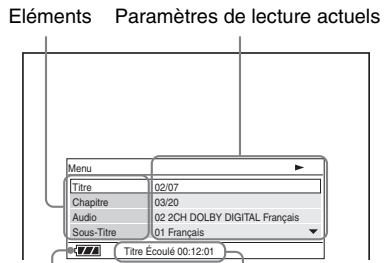 Eléments Paramètres de lecture actuels
Menu
Titre 02/07
Chapitre 03/20
Audio 02 2CH DOLBY DIGITAL Français
Sous-Titre 01 Français
Titre Écoulé 00:12:01